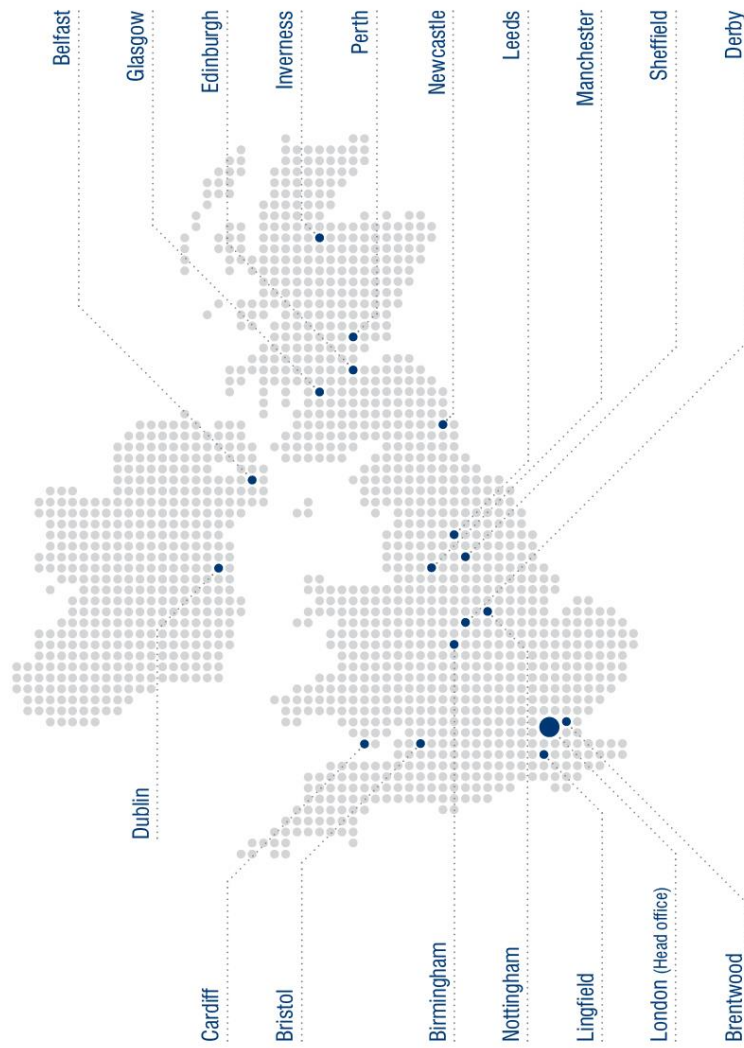 Belfast
Glasgow
Edinburgh
Inverness
Perth
Newcastle
Leeds
Manchester
Sheffield
Derby
Dublin
Cardiff
Bristol
Birmingham
Nottingham
Lingfield
London (Head office)
Brentwood